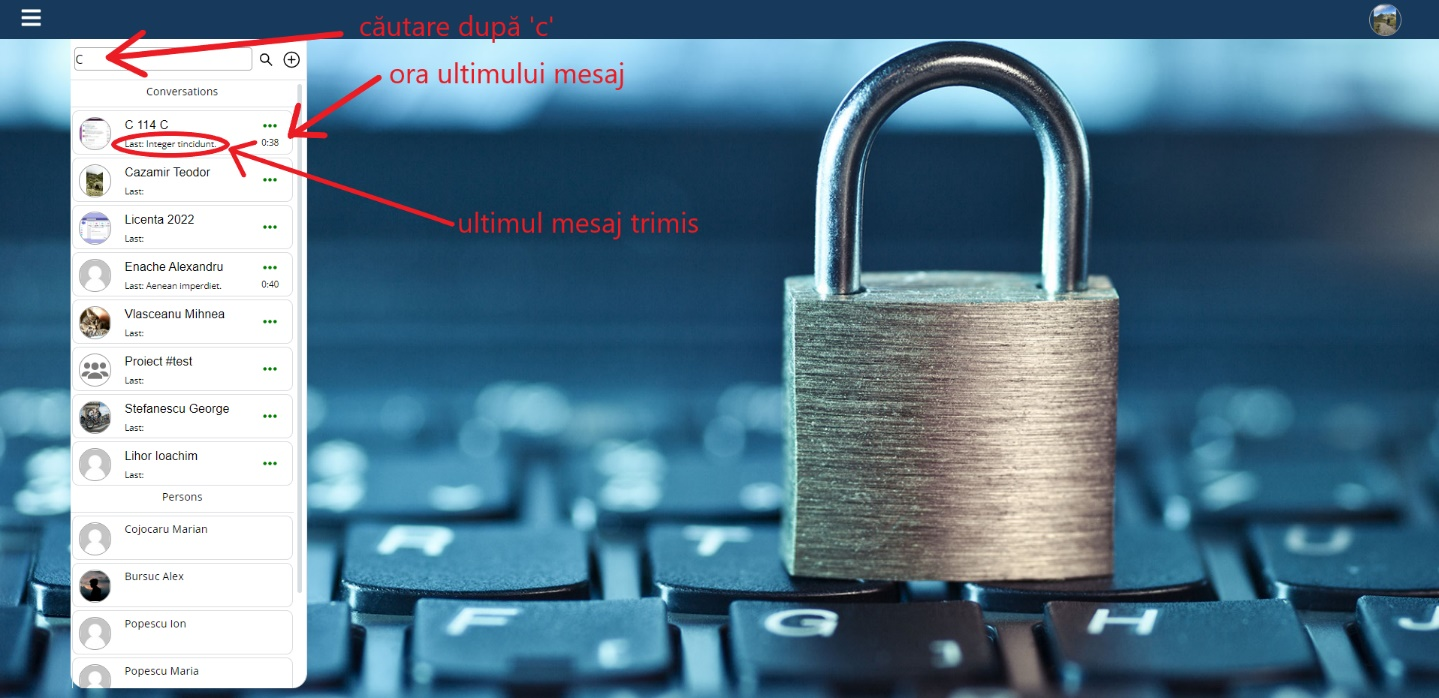 căutare după 'c'
C
ora ultimului mesaj
Conversations
C 114 C
Last: Integer tincidunt.
0:38
Cazamir Teodor
Last:
ultimul mesaj trimis
Licenta 2022
Last:
Enache Alexandru
Last: Aenean imperdiet.
0:40
Vlasceanu Mihnea
Last:
Proiect #test
Last:
Stefanescu George
Last:
Lihor Ioachim
Last:
Persons
Cojocaru Marian
Bursuc Alex
Popescu Ion
Popescu Maria
R
T
U
F
G
H
J